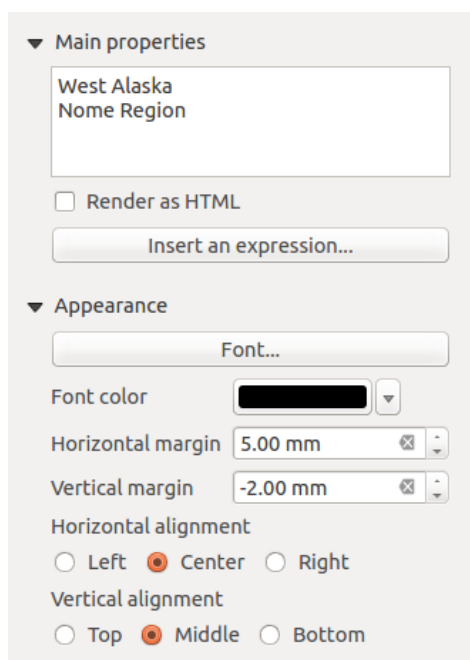 Main properties
West Alaska
Nome Region
Render as HTML
Insert an expression...
Appearance
Font...
Font color
Horizontal margin 5.00 mm
Vertical margin -2.00 mm
Horizontal alignment
Left Center Right
Vertical alignment
Top Middle Bottom